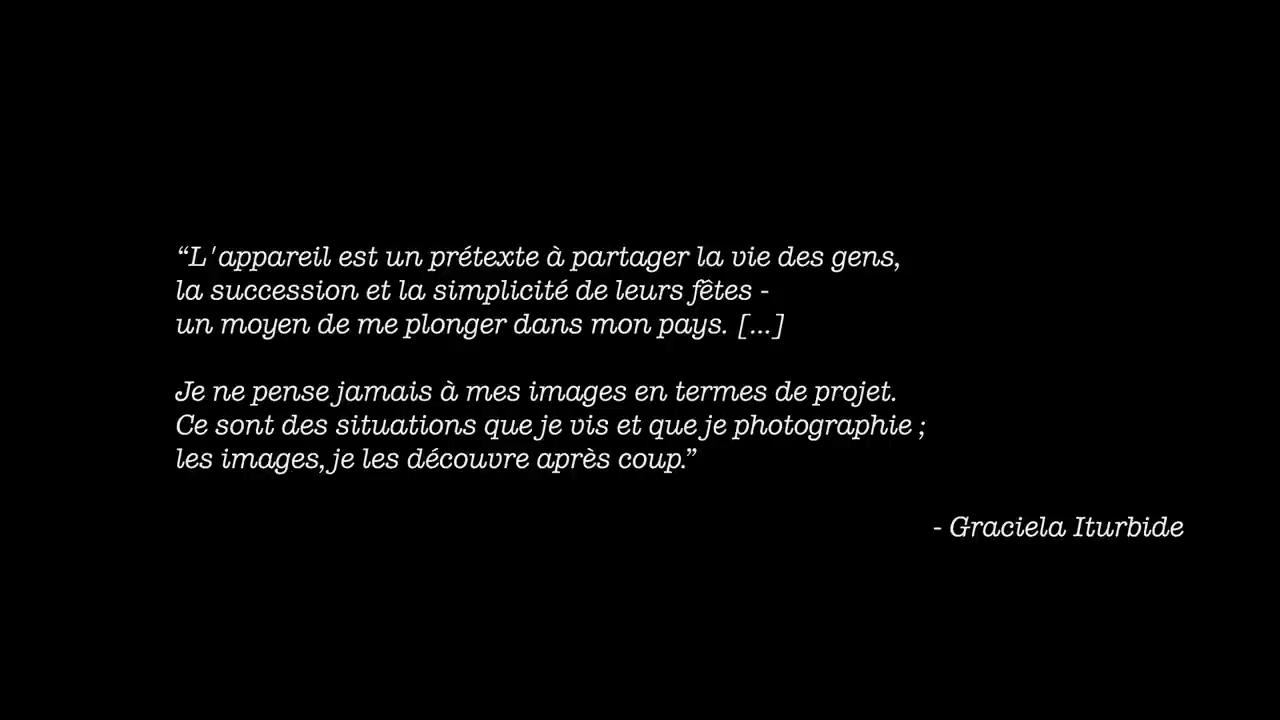 “L'appareil est un prétexte à partager la vie des gens,
la succession et la simplicité de leurs fêtes -
un moyen de me plonger dans mon pays. [...]
Je ne pense jamais à mes images en termes de projet.
Ce sont des situations que je vis et que je photographie ;
les images, je les découvre après coup.”
- Graciela Iturbide